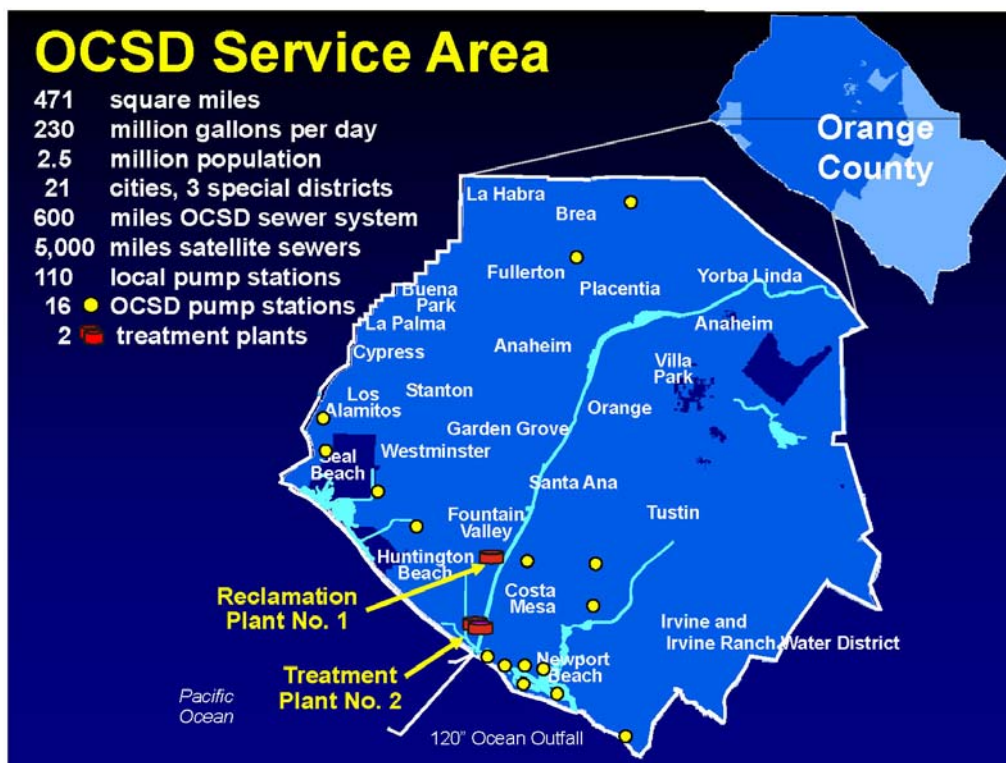 OCSD Service Area
471 square miles
230 million gallons per day
2.5 million population
21 cities, 3 special districts
600 miles OCSD sewer system
5,000 miles satellite sewers
110 local pump stations
16 OCSD pump stations
2 treatment plants
Orange
County
La Habra
Brea
Fullerton
Placentia
Yorba Linda
Buena
Park
La Palma
Anaheim
Cypress
Anaheim
Villa
Park
Stanton
Los
Alamitos
Orange
Garden Grove
Westminster
Seal
Beach
Santa Ana
Fountain
Valley
Tustin
Huntington
Beach
Costa
Mesa
Reclamation
Plant No. 1
Irvine and
Irvine Ranch Water District
Treatment
Plant No. 2
Newport
Beach
Pacific
Ocean
120" Ocean Outfall